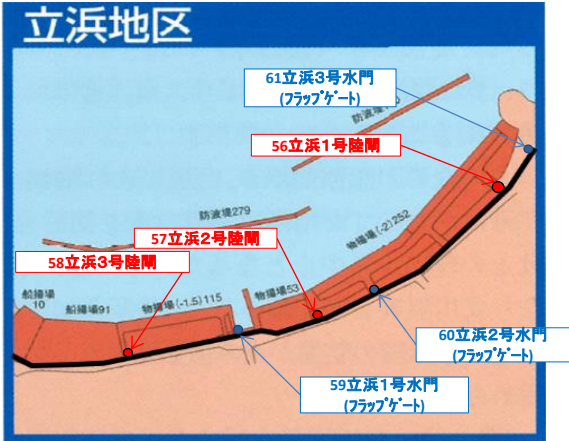 立浜地区
61立浜3号水門
(フラップゲート)
56立浜1号陸閘
防波堤279
57立浜2号陸閘
物揚場(-2)252
58立浜3号陸閘
船揚場
10
船揚場91
物揚場(-1.5)115
物揚場53
60立浜2号水門
(フラップゲート)
59立浜1号水門
(フラップゲート)